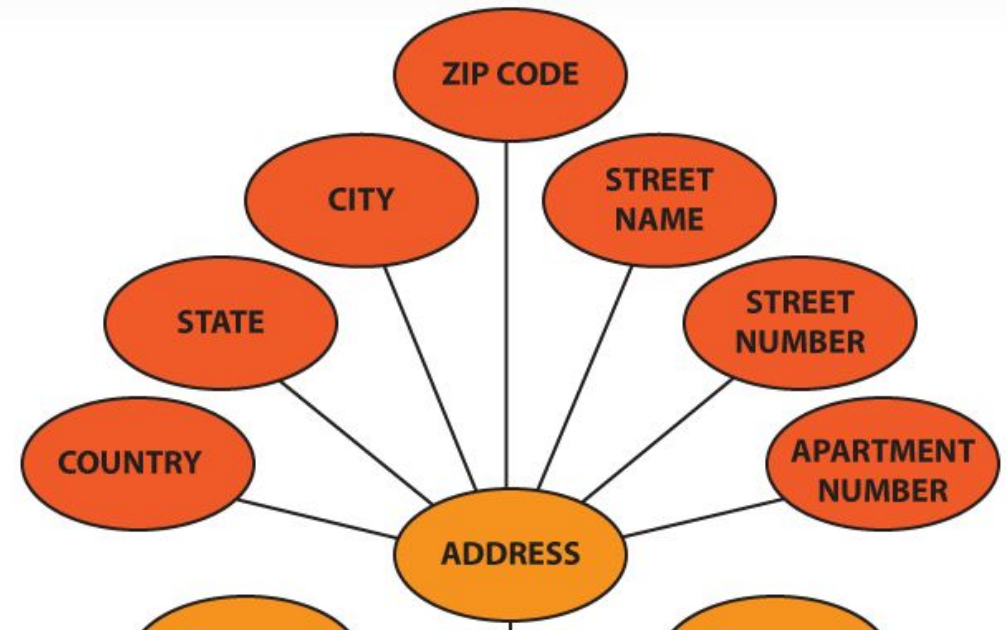 ZIP CODE
CITY
STREET
NAME
STATE
STREET
NUMBER
COUNTRY
APARTMENT
NUMBER
ADDRESS